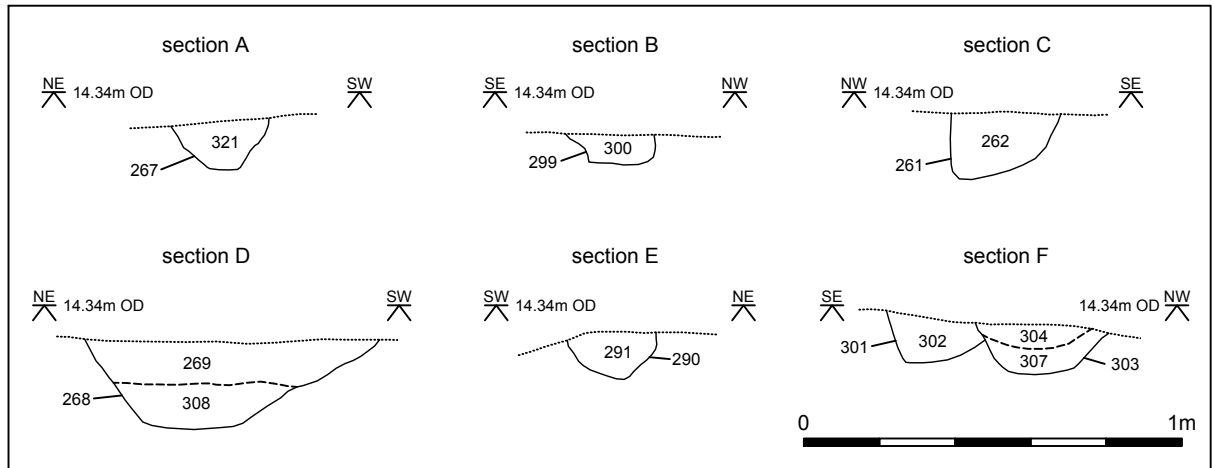 section A
NE 14.34m OD SW
321
267
section B
SE 14.34m OD NW
300
299
section C
NW 14.34m OD SE
262
261
section D
NE 14.34m OD SW
269
268 308
section E
SW 14.34m OD NE
291 290
section F
SE 14.34m OD NW
304
301 302
307 303
0 1m